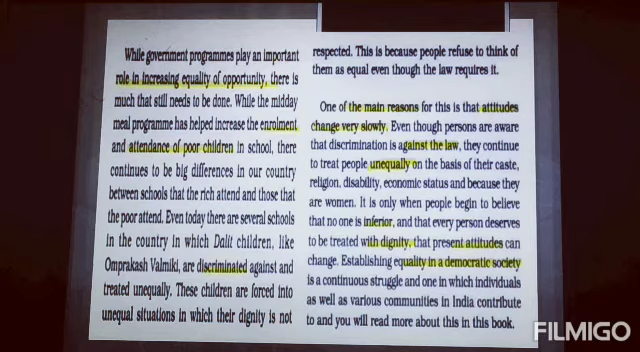 While government programmes play an important
role in increasing equality of opportunity, there is
much that still needs to be done. While the midday
meal programme has helped increase the enrolment
and attendance of poor children in school, there
continues to be big differences in our country
between schools that the rich attend and those that
the poor attend. Even today there are several schools
in the country in which Dalit children, like
Omprakash Valmiki, are discriminated against and
treated unequally. These children are forced into
unequal situations in which their dignity is not
respected. This is because people refuse to think of
them as equal even though the law requires it.
One of the main reasons for this is that attitudes
change very slowly. Even though persons are aware
that discrimination is against the law, they continue
to treat people unequally on the basis of their caste,
religion, disability, economic status and because they
are women. It is only when people begin to believe
that no one is inferior, and that every person deserves
to be treated with dignity, that present attitudes can
change. Establishing equality in a democratic society
is a continuous struggle and one in which individuals
as well as various communities in India contribute
to and you will read more about this in this book.
FILMIGO